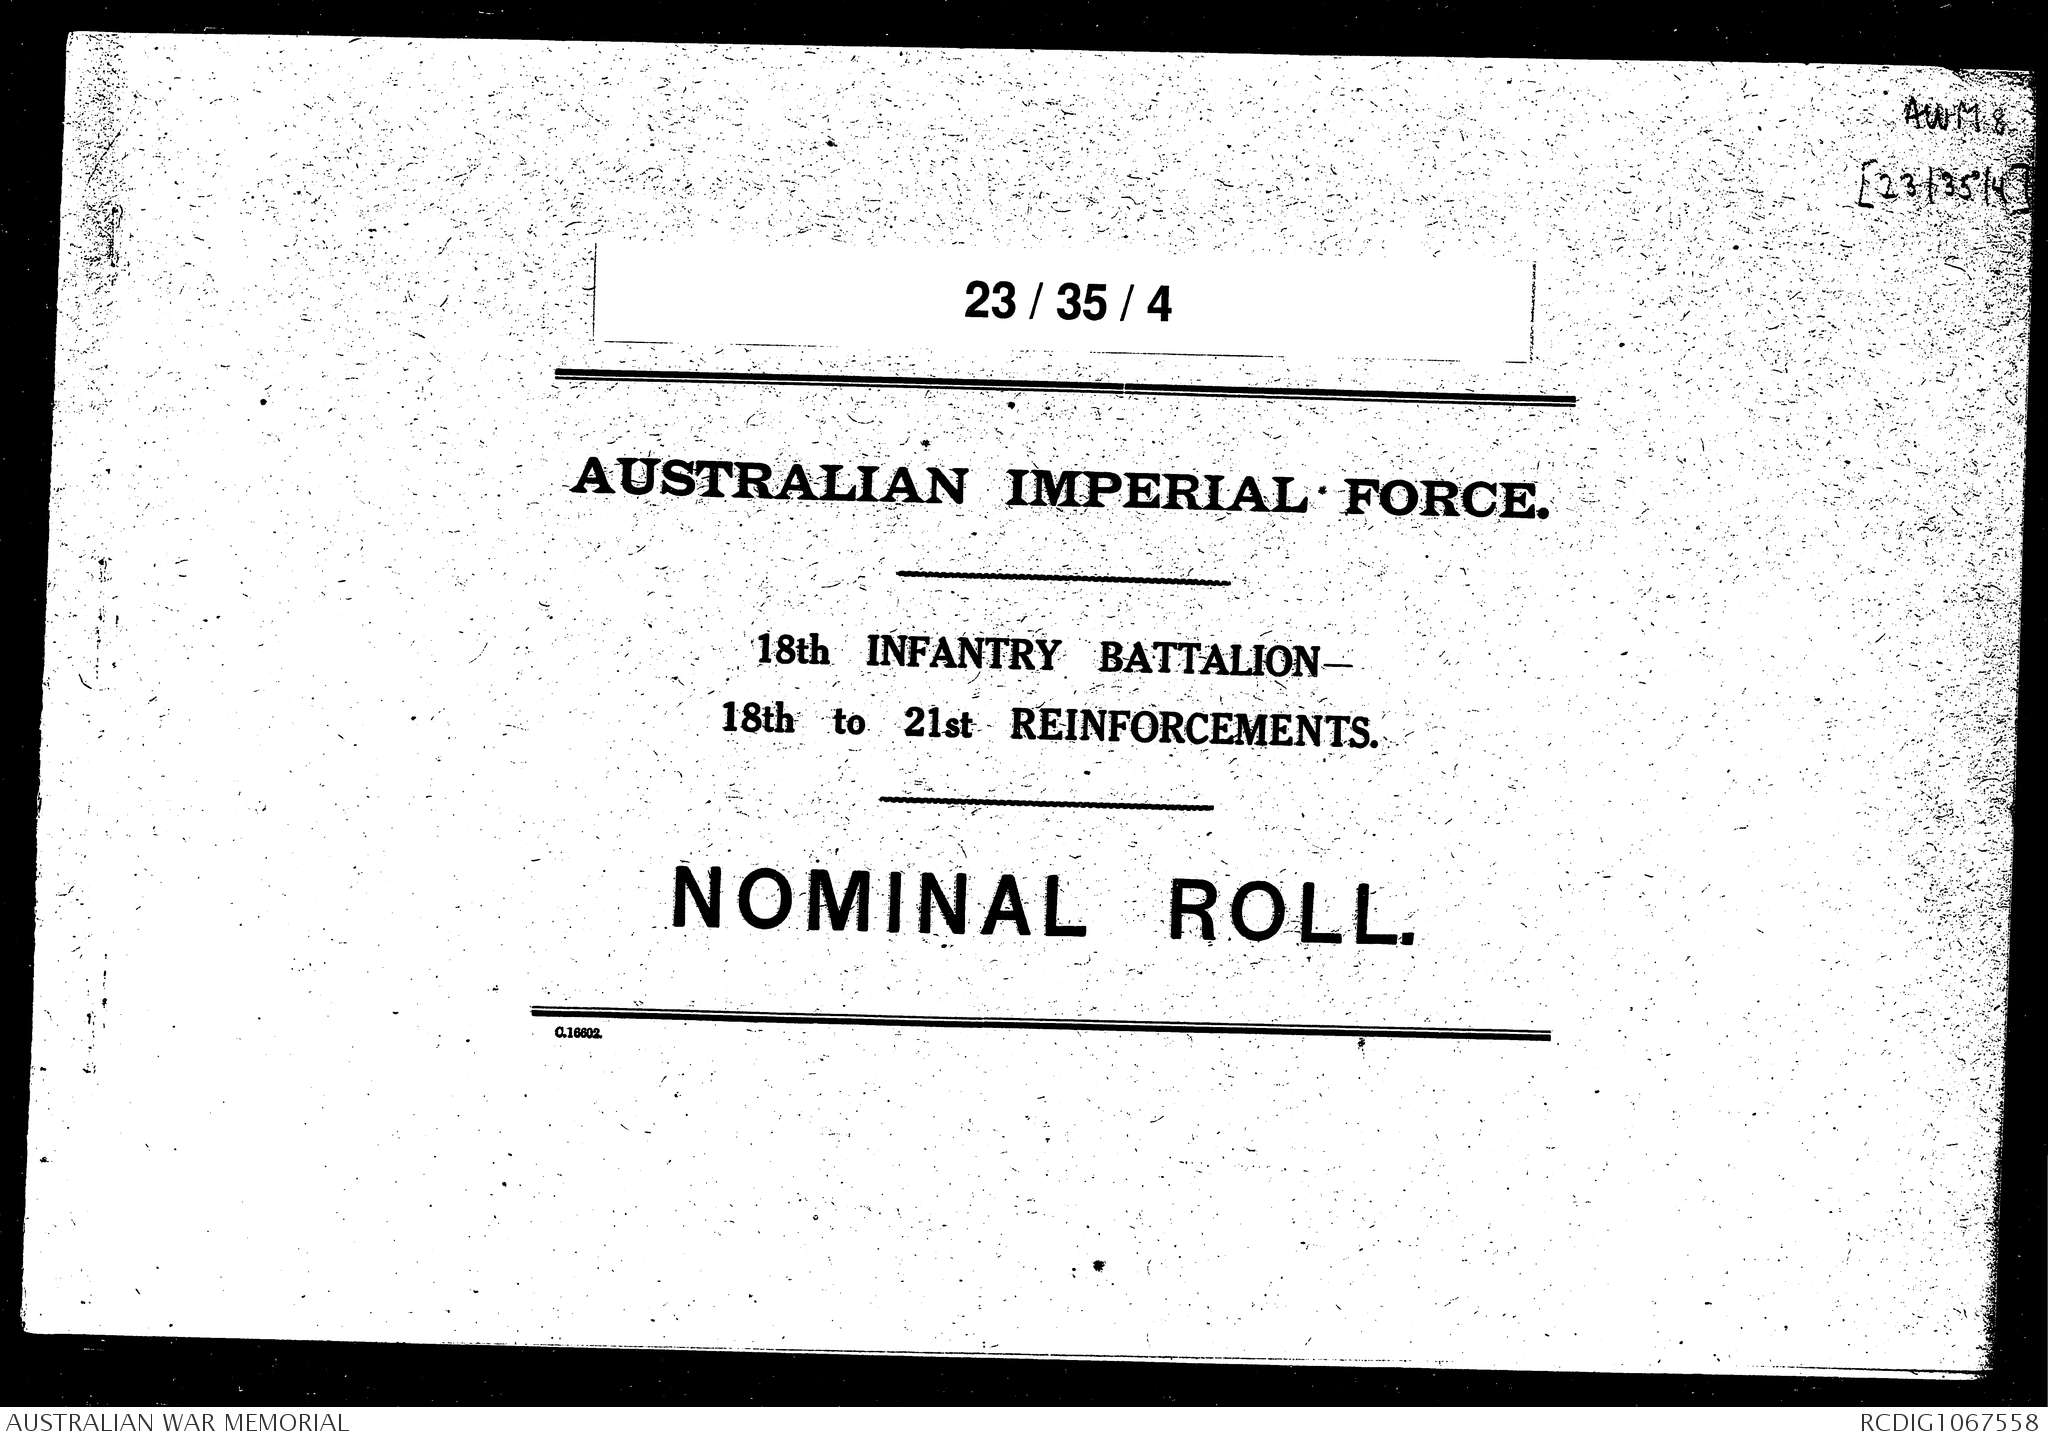 AWM 8
[23/35/4]
23 / 35 / 4
AUSTRALIAN IMPERIAL FORCE.
18th INFANTRY BATTALION—
18th to 21st REINFORCEMENTS.
NOMINAL ROLL.
C.16602.
AUSTRALIAN WAR MEMORIAL
RCDIG1067558